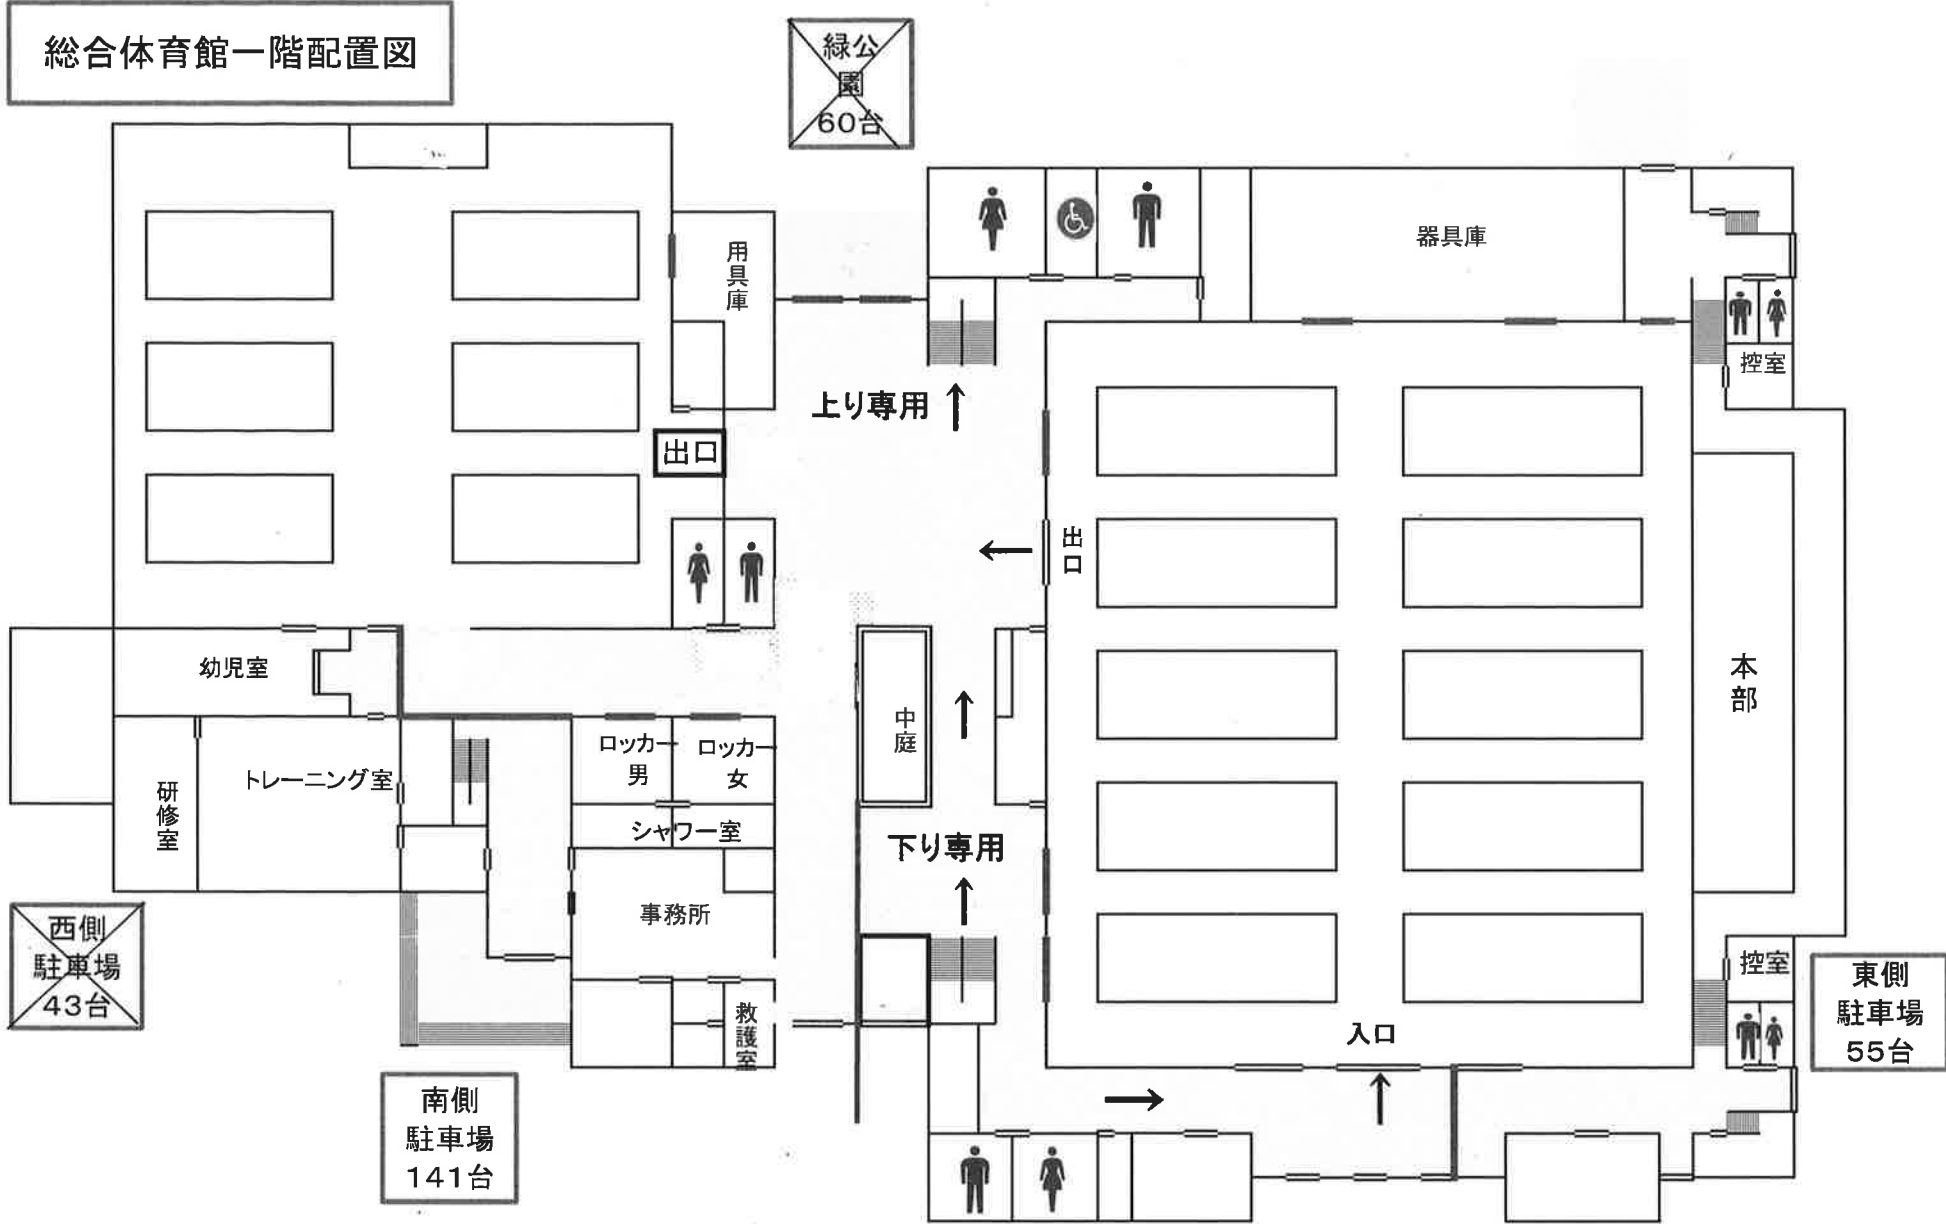 総合体育館一階配置図
緑公
園
60台
用具庫
器具庫
控室
上り専用
出口
出口
幼児室
本部
中庭
ロッカー
男
ロッカー
女
トレーニング室
研修室
シャワー室
下り専用
事務所
西側
駐車場
43台
控室
東側
駐車場
55台
救護室
入口
南側
駐車場
141台